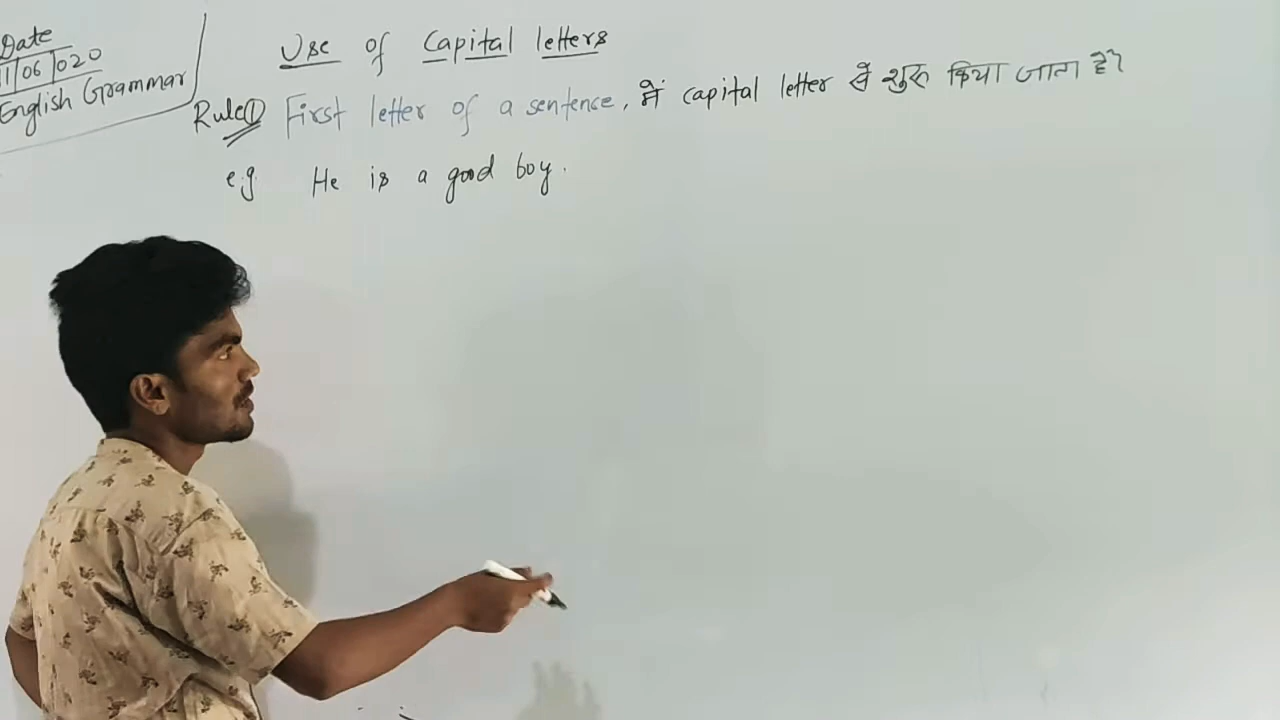 Date
11/06/020
English Grammar
Use of Capital letters
Rule① First letter of a sentence, में capital letter से शुरु किया जाता है?
e.g He is a good boy.